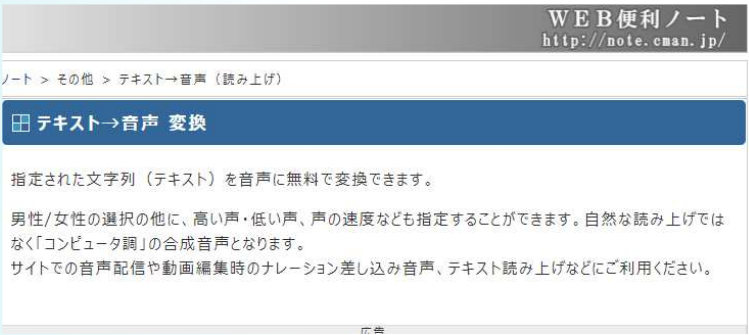 WEB便利ノート
http://note.cman.jp/
ノート > その他 > テキスト→音声（読み上げ）
テキスト→音声 変換
指定された文字列（テキスト）を音声に無料で変換できます。
男性/女性の選択の他に、高い声・低い声、声の速度なども指定することができます。自然な読み上げでは
なく「コンピュータ調」の合成音声となります。
サイトでの音声配信や動画編集時のナレーション差し込み音声、テキスト読み上げなどにご利用ください。
広告